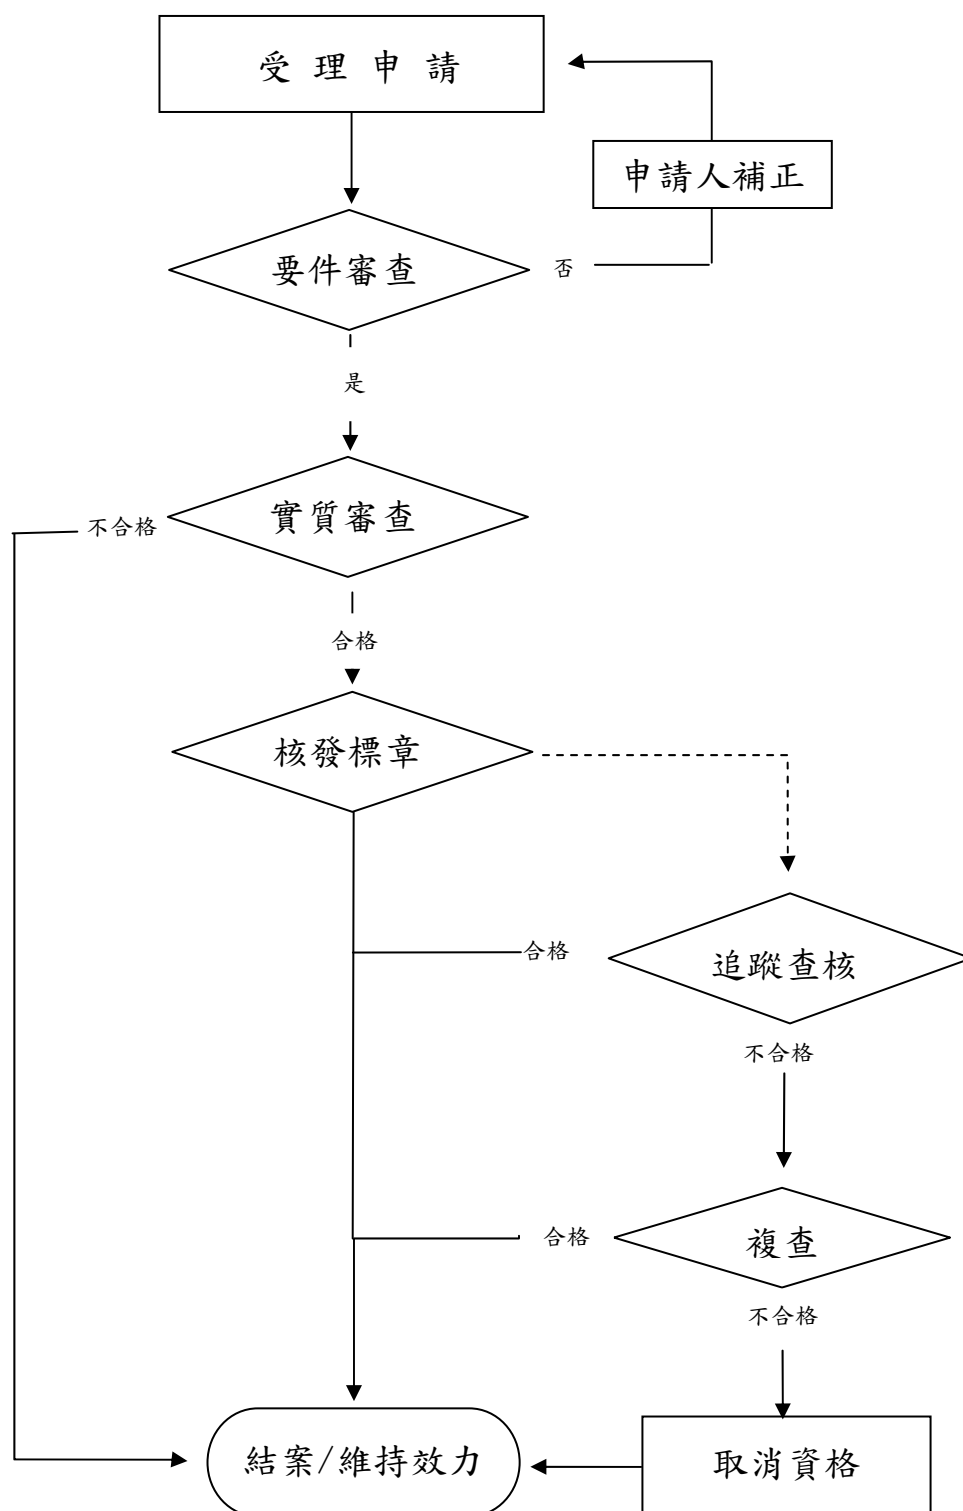 受理申請
申請人補正
要件審查
否
是
實質審查
不合格
合格
核發標章
合格
追蹤查核
不合格
合格
複查
不合格
結案/維持效力
取消資格